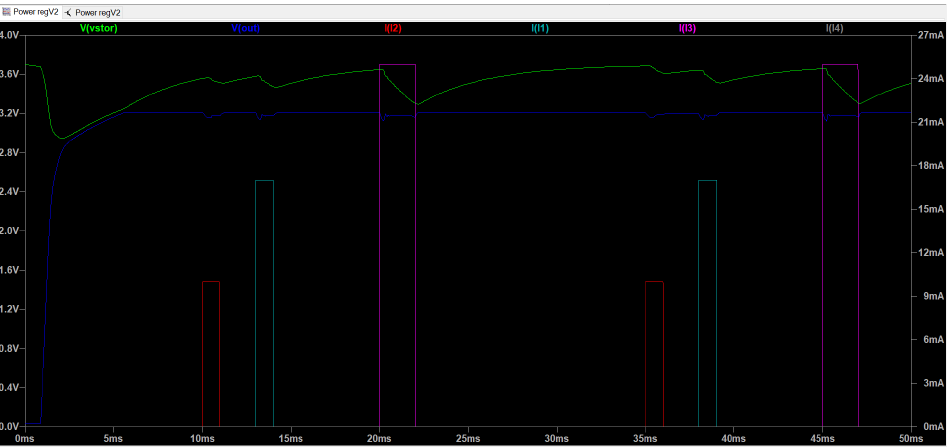 Power regV2 Power regV2
V(vstor) V(out) I(I2) I(I1) I(I3) I(I4)
4.0V 27mA
3.6V 24mA
3.2V 21mA
2.8V 18mA
2.4V 15mA
2.0V 12mA
1.6V 9mA
1.2V 6mA
0.8V 3mA
0.4V 0mA
0.0V
0ms 5ms 10ms 15ms 20ms 25ms 30ms 35ms 40ms 45ms 50ms